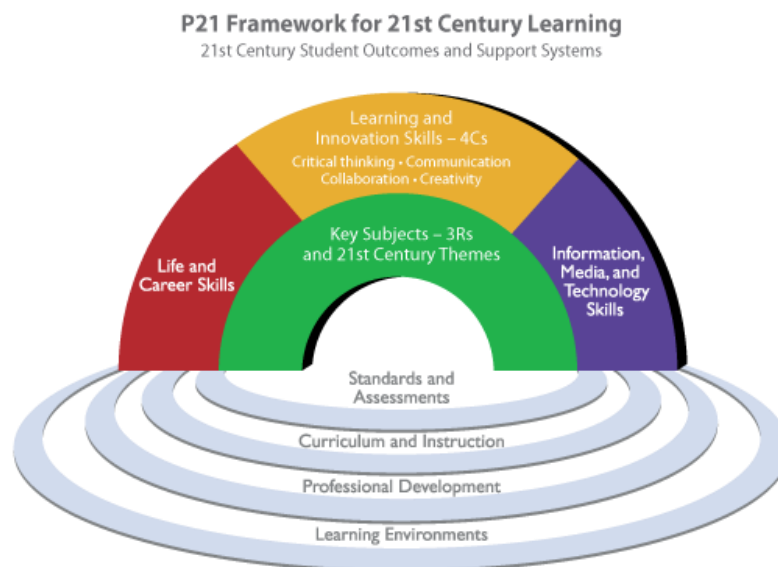 P21 Framework for 21st Century Learning
21st Century Student Outcomes and Support Systems
Learning and
Innovation Skills – 4Cs
Critical thinking • Communication
Collaboration • Creativity
Key Subjects – 3Rs
and 21st Century Themes
Life and
Career Skills
Information,
Media, and
Technology
Skills
Standards and
Assessments
Curriculum and Instruction
Professional Development
Learning Environments